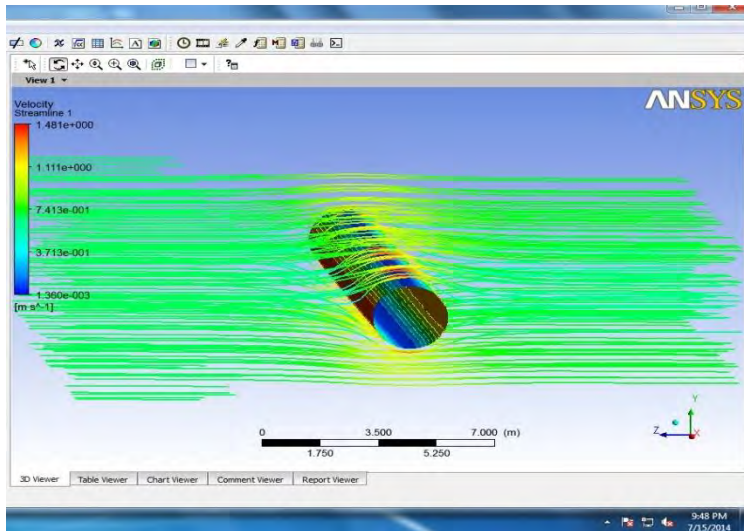 View 1
ANSYS
Velocity
Streamline 1
1.481e+000
1.111e+000
7.413e-001
3.713e-001
1.360e-003
[m s^-1]
0 3.500 7.000 (m)
1.750 5.250
Y
Z X
3D Viewer Table Viewer Chart Viewer Comment Viewer Report Viewer
9:48 PM
7/15/2014